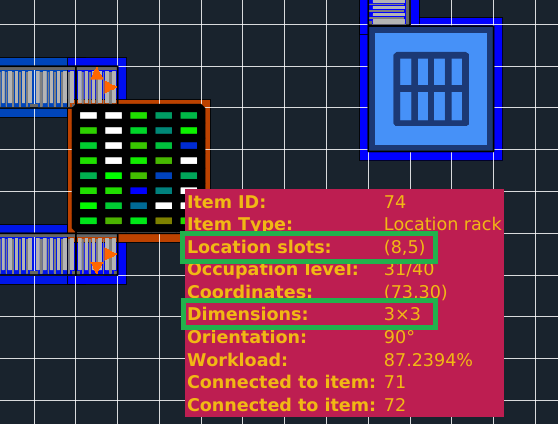 Item ID: 74
Item Type: Location rack
Location slots: (8,5)
Occupation level: 31/40
Coordinates: (73,30)
Dimensions: 3×3
Orientation: 90°
Workload: 87.2394%
Connected to item: 71
Connected to item: 72